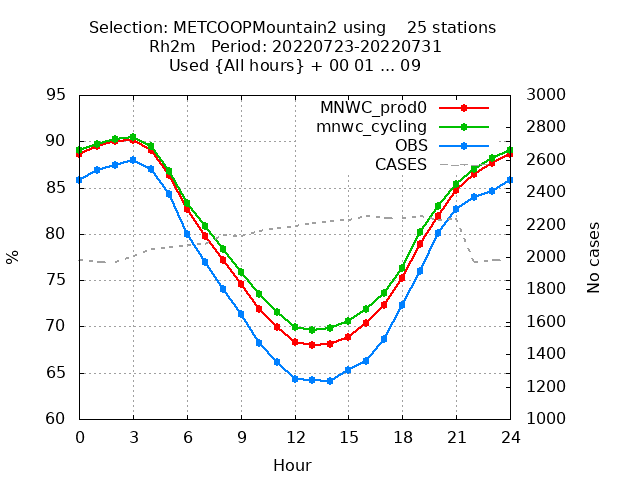 Selection: METCOOPMountain2 using    25 stations
Rh2m   Period: 20220723-20220731
Used {All hours} + 00 01 ... 09
95 3000
MNWC_prod0
mnwc_cycling
OBS
CASES
90 2800
2600
85 2400
80 2200
2000
75 1800
70 1600
1400
65 1200
60 1000
%
No cases
0 3 6 9 12 15 18 21 24
Hour